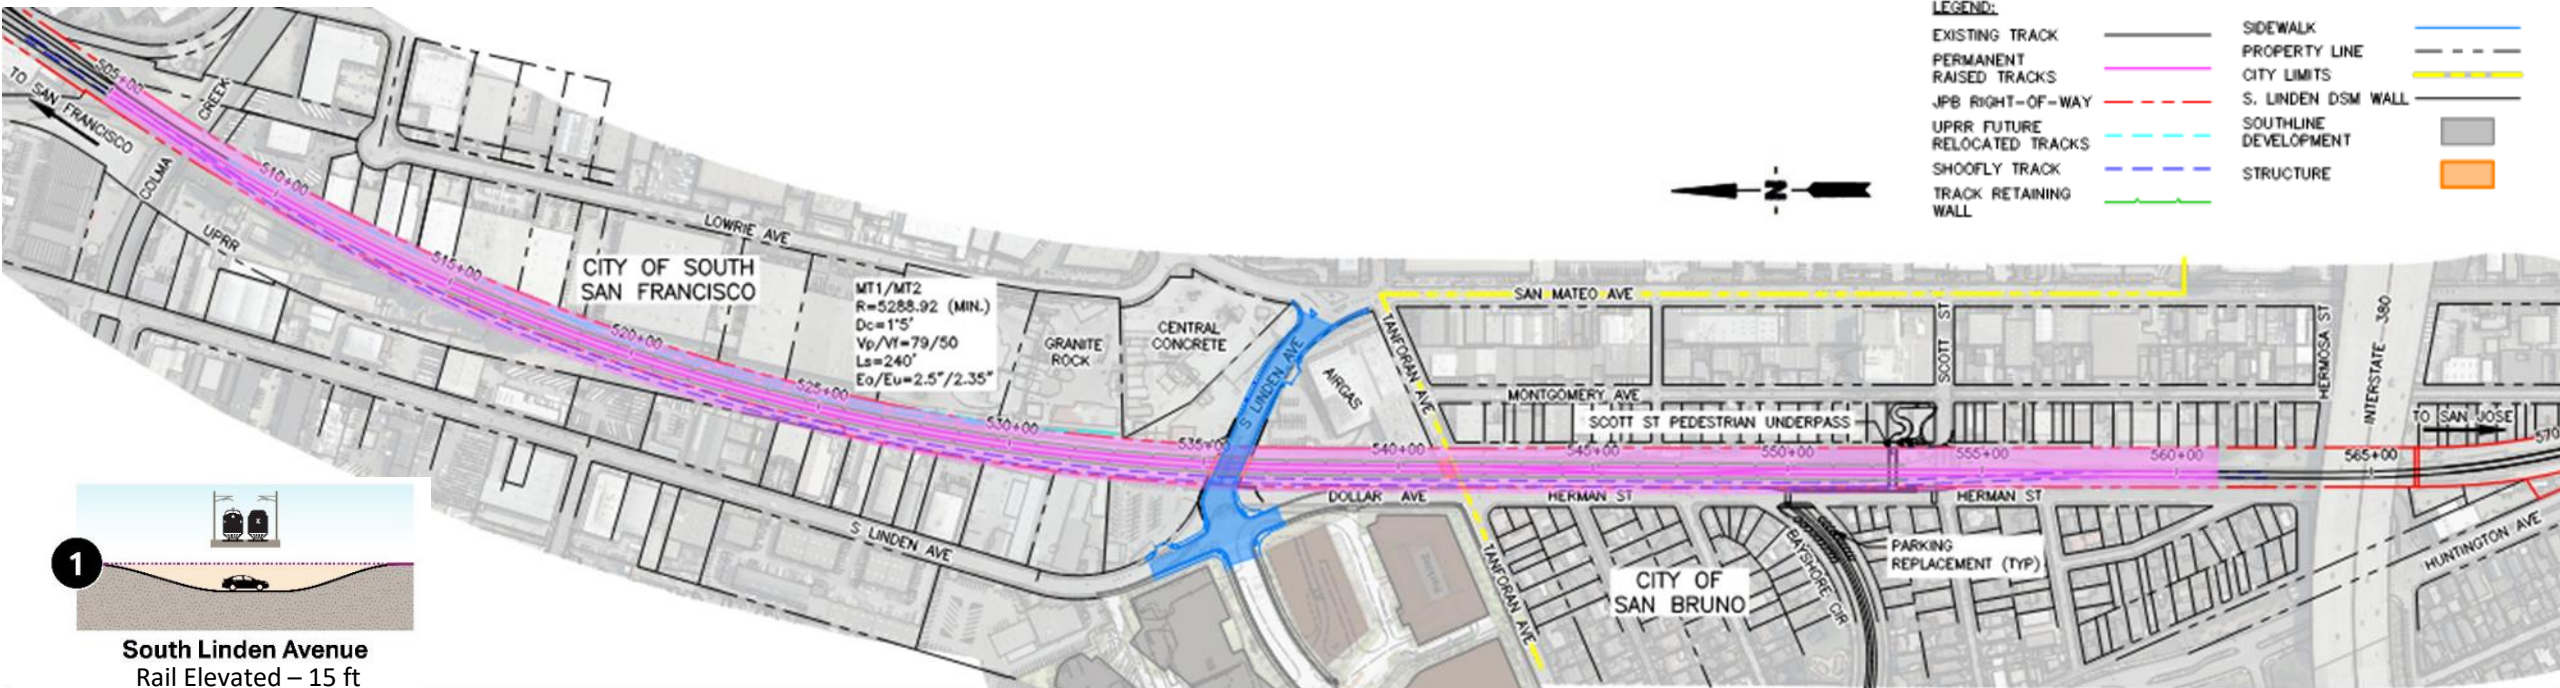 LEGEND:
EXISTING TRACK
PERMANENT
RAISED TRACKS
JPB RIGHT-OF-WAY
UPRR FUTURE
RELOCATED TRACKS
SHOOFLY TRACK
TRACK RETAINING
WALL
SIDEWALK
PROPERTY LINE
CITY LIMITS
S. LINDEN DSM WALL
SOUTHLINE
DEVELOPMENT
STRUCTURE
N
505+00
TO SAN FRANCISCO
CREEK
COLMA
510+00
UPRR
515+00
LOWRIE AVE
CITY OF SOUTH
SAN FRANCISCO
520+00
MT1/MT2
R=5288.92 (MIN.)
Dc=1°5'
Vp/Vf=79/50
Ls=240'
Ea/Eu=2.5"/2.35"
525+00
GRANITE
ROCK
CENTRAL
CONCRETE
530+00
535+00
S LINDEN AVE
AIRGAS
TANFORAN AVE
SAN MATEO AVE
MONTGOMERY AVE
SCOTT ST PEDESTRIAN UNDERPASS
SCOTT ST
HERMOSA ST
INTERSTATE 380
TO SAN JOSE
540+00
545+00
550+00
555+00
560+00
565+00
570
DOLLAR AVE
HERMAN ST
HERMAN ST
S LINDEN AVE
TANFORAN AVE
CITY OF
SAN BRUNO
BAYSHORE CIR
PARKING
REPLACEMENT (TYP)
HUNTINGTON AVE
1
South Linden Avenue
Rail Elevated – 15 ft